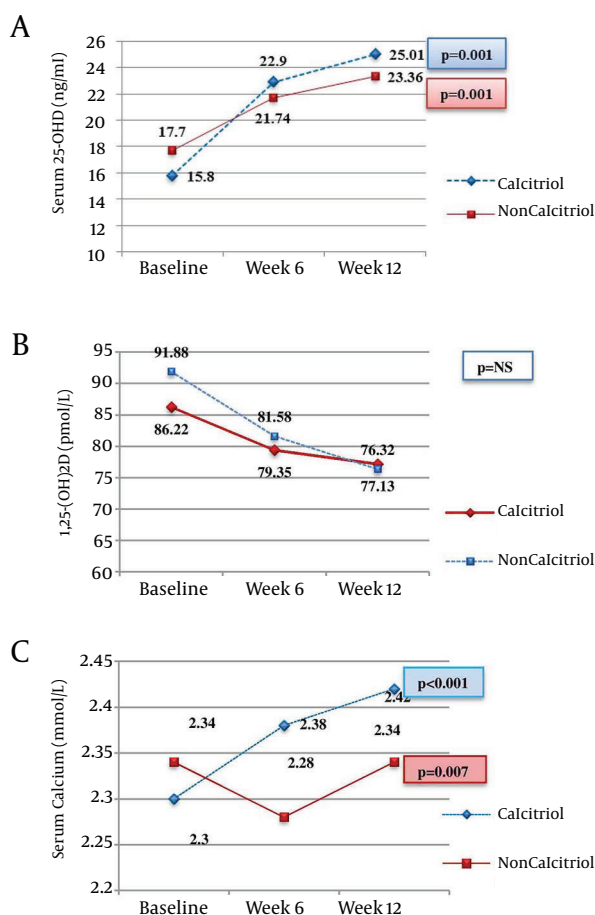 A
Serum 25-OHD (ng/ml)
26
24
22
20
18
16
14
12
10
17.7
15.8
22.9
21.74
25.01
23.36
p=0.001
p=0.001
Calcitriol
NonCalcitriol
Baseline
Week 6
Week 12
B
1,25-(OH)2D (pmol/L)
95
90
85
80
75
70
65
60
91.88
86.22
81.58
79.35
76.32
77.13
p=NS
Calcitriol
NonCalcitriol
Baseline
Week 6
Week 12
C
Serum Calcium (mmol/L)
2.45
2.4
2.35
2.3
2.25
2.2
2.34
2.3
2.38
2.28
2.42
2.34
p<0.001
p=0.007
Calcitriol
NonCalcitriol
Baseline
Week 6
Week 12